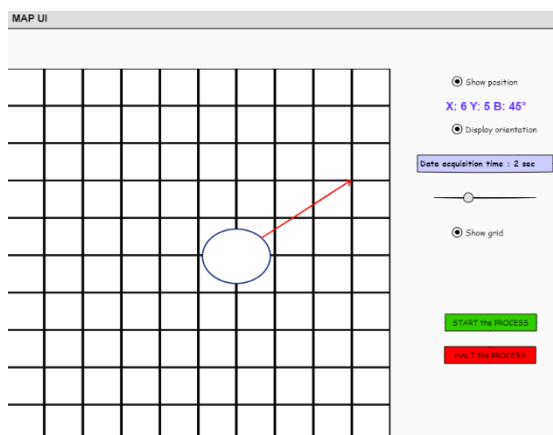 MAP UI
Show position
X: 6 Y: 5 B: 45°
Display orientation
Data acquisition time : 2 sec
Show grid
START the PROCESS
HALT the PROCESS